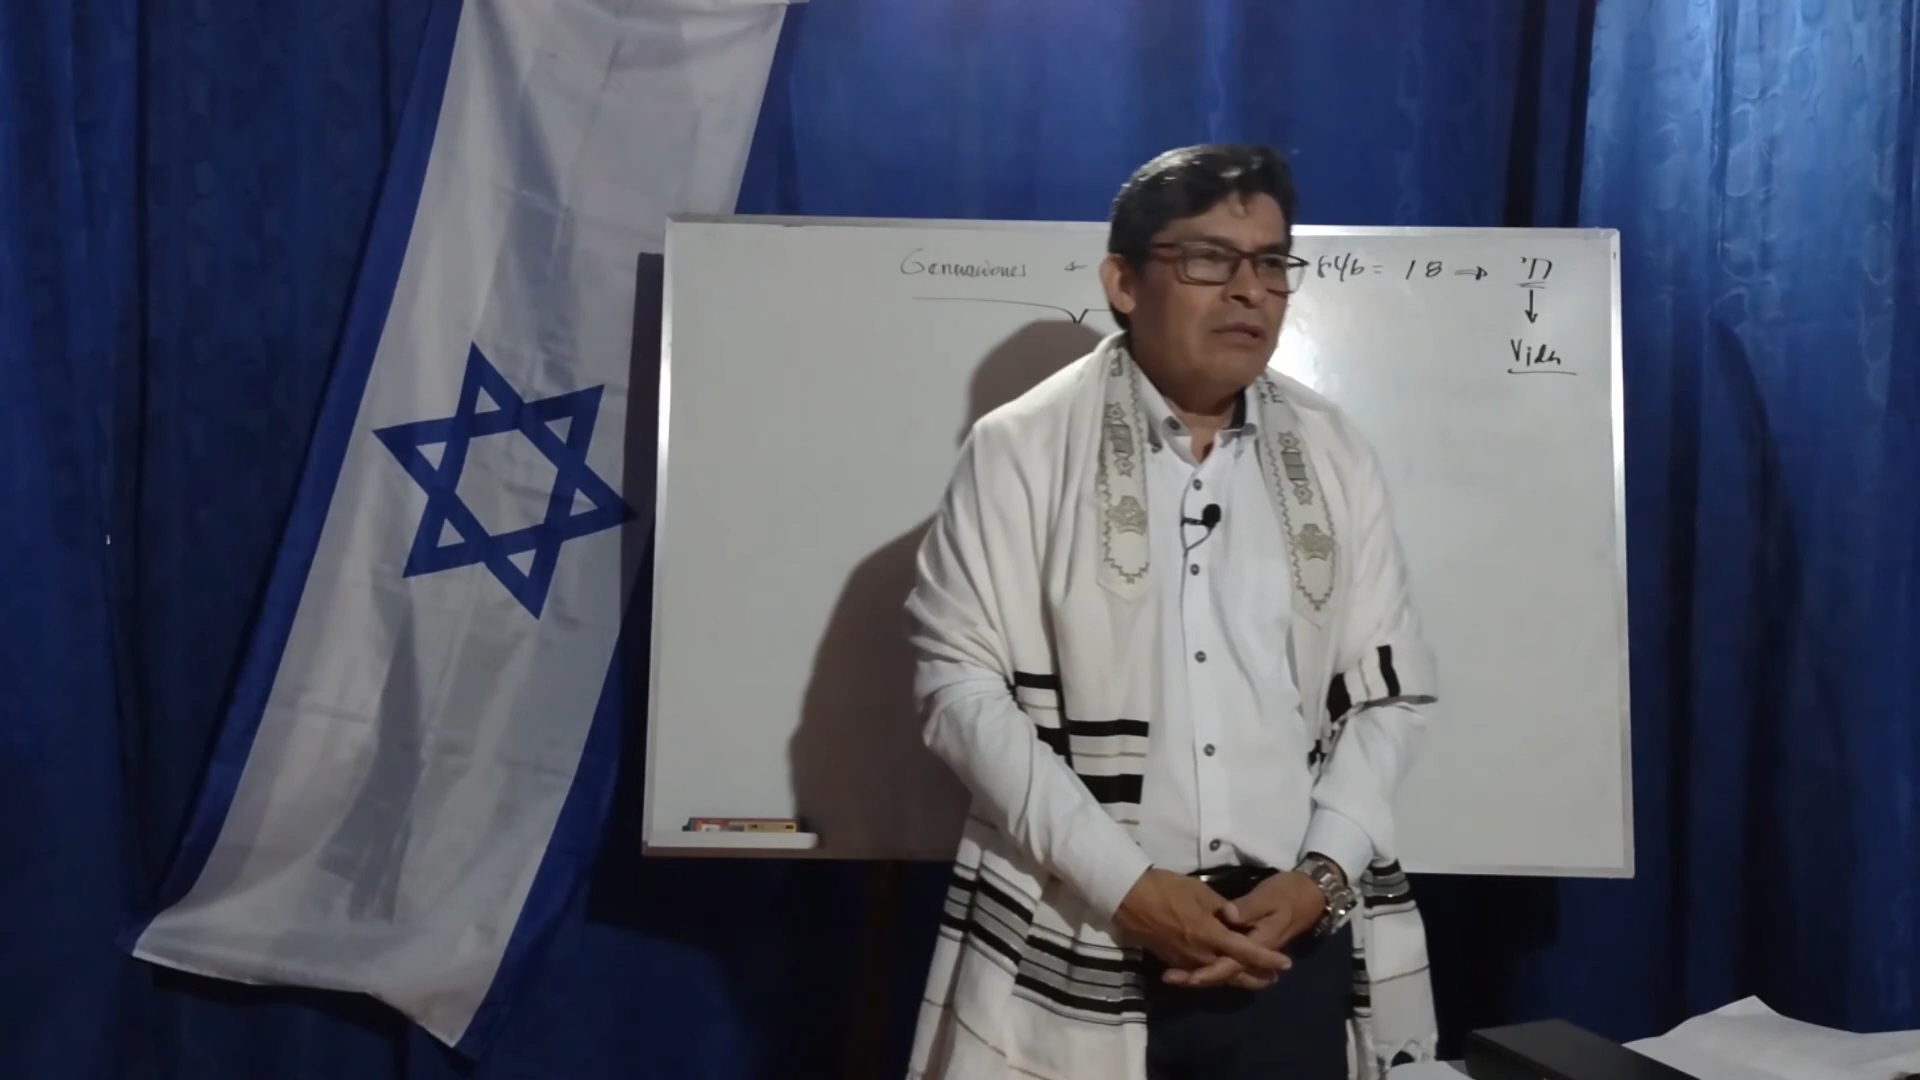 Generaciones ← 846 = 18 → חי
↓
Vida